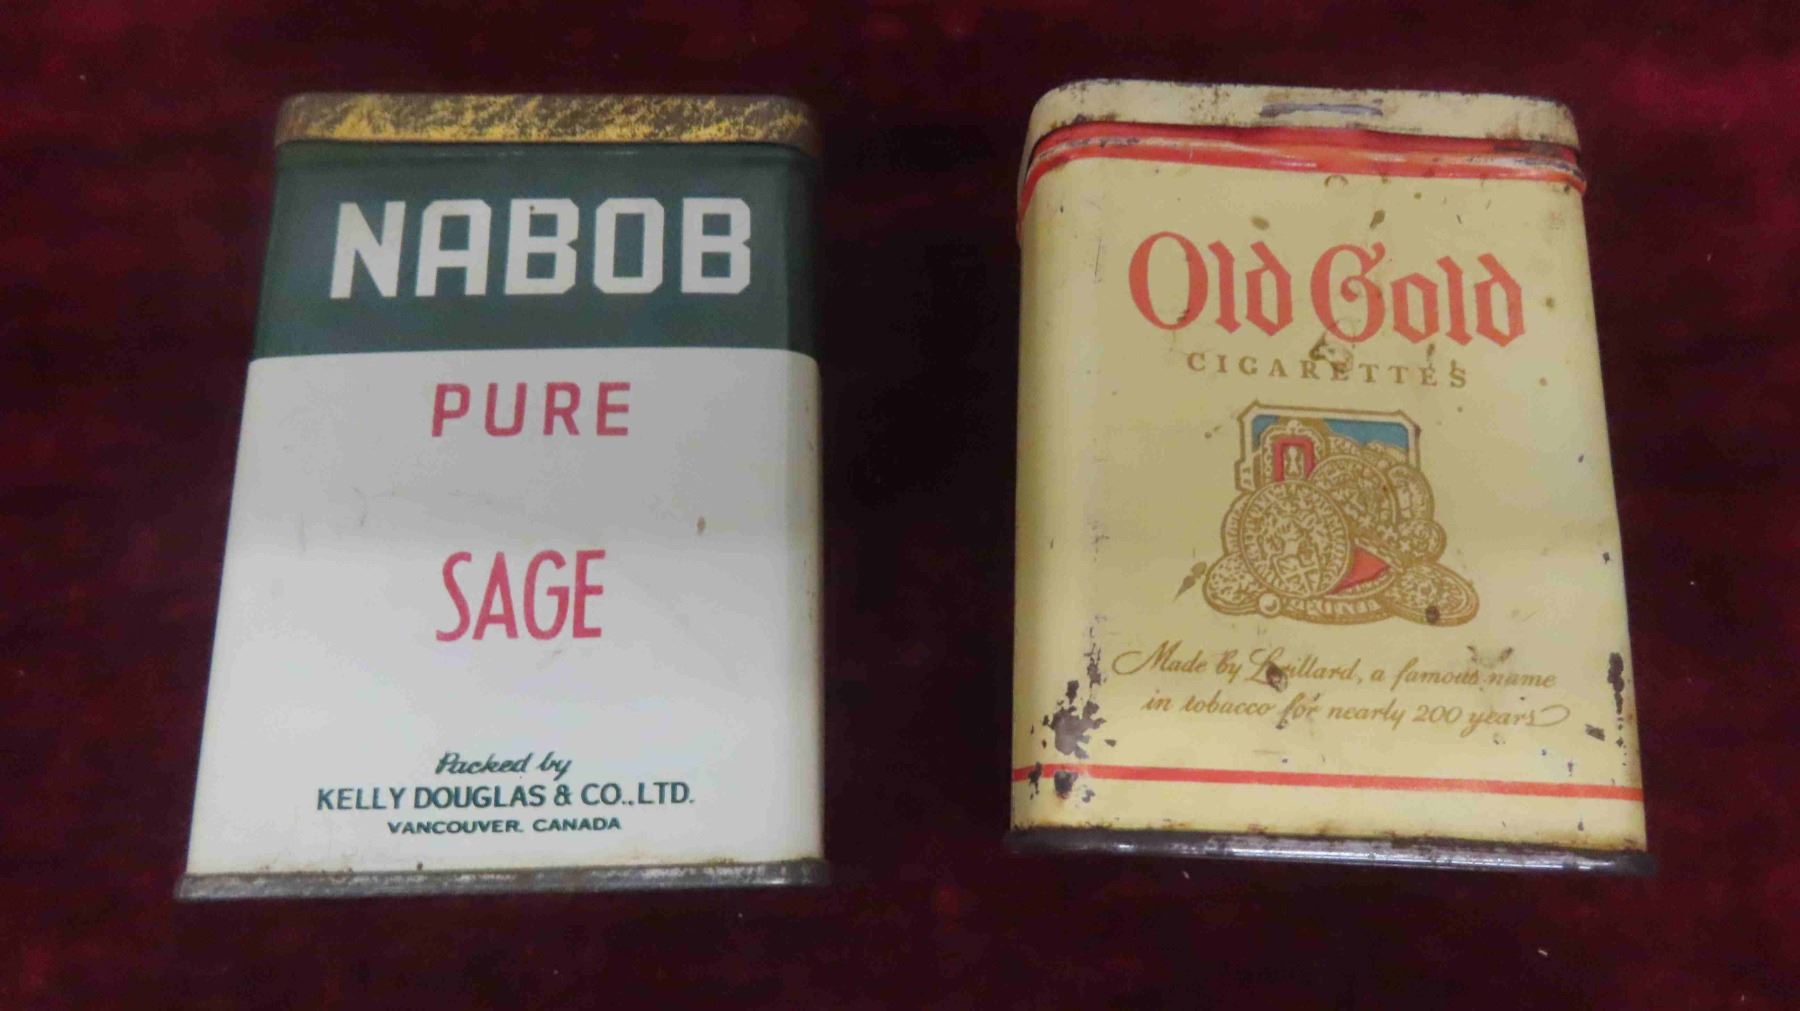 NABOB
PURE
SAGE
Packed by
KELLY DOUGLAS & CO., LTD.
VANCOUVER, CANADA
Old Gold
CIGARETTES
Made by Lorillard, a famous name
in tobacco for nearly 200 years